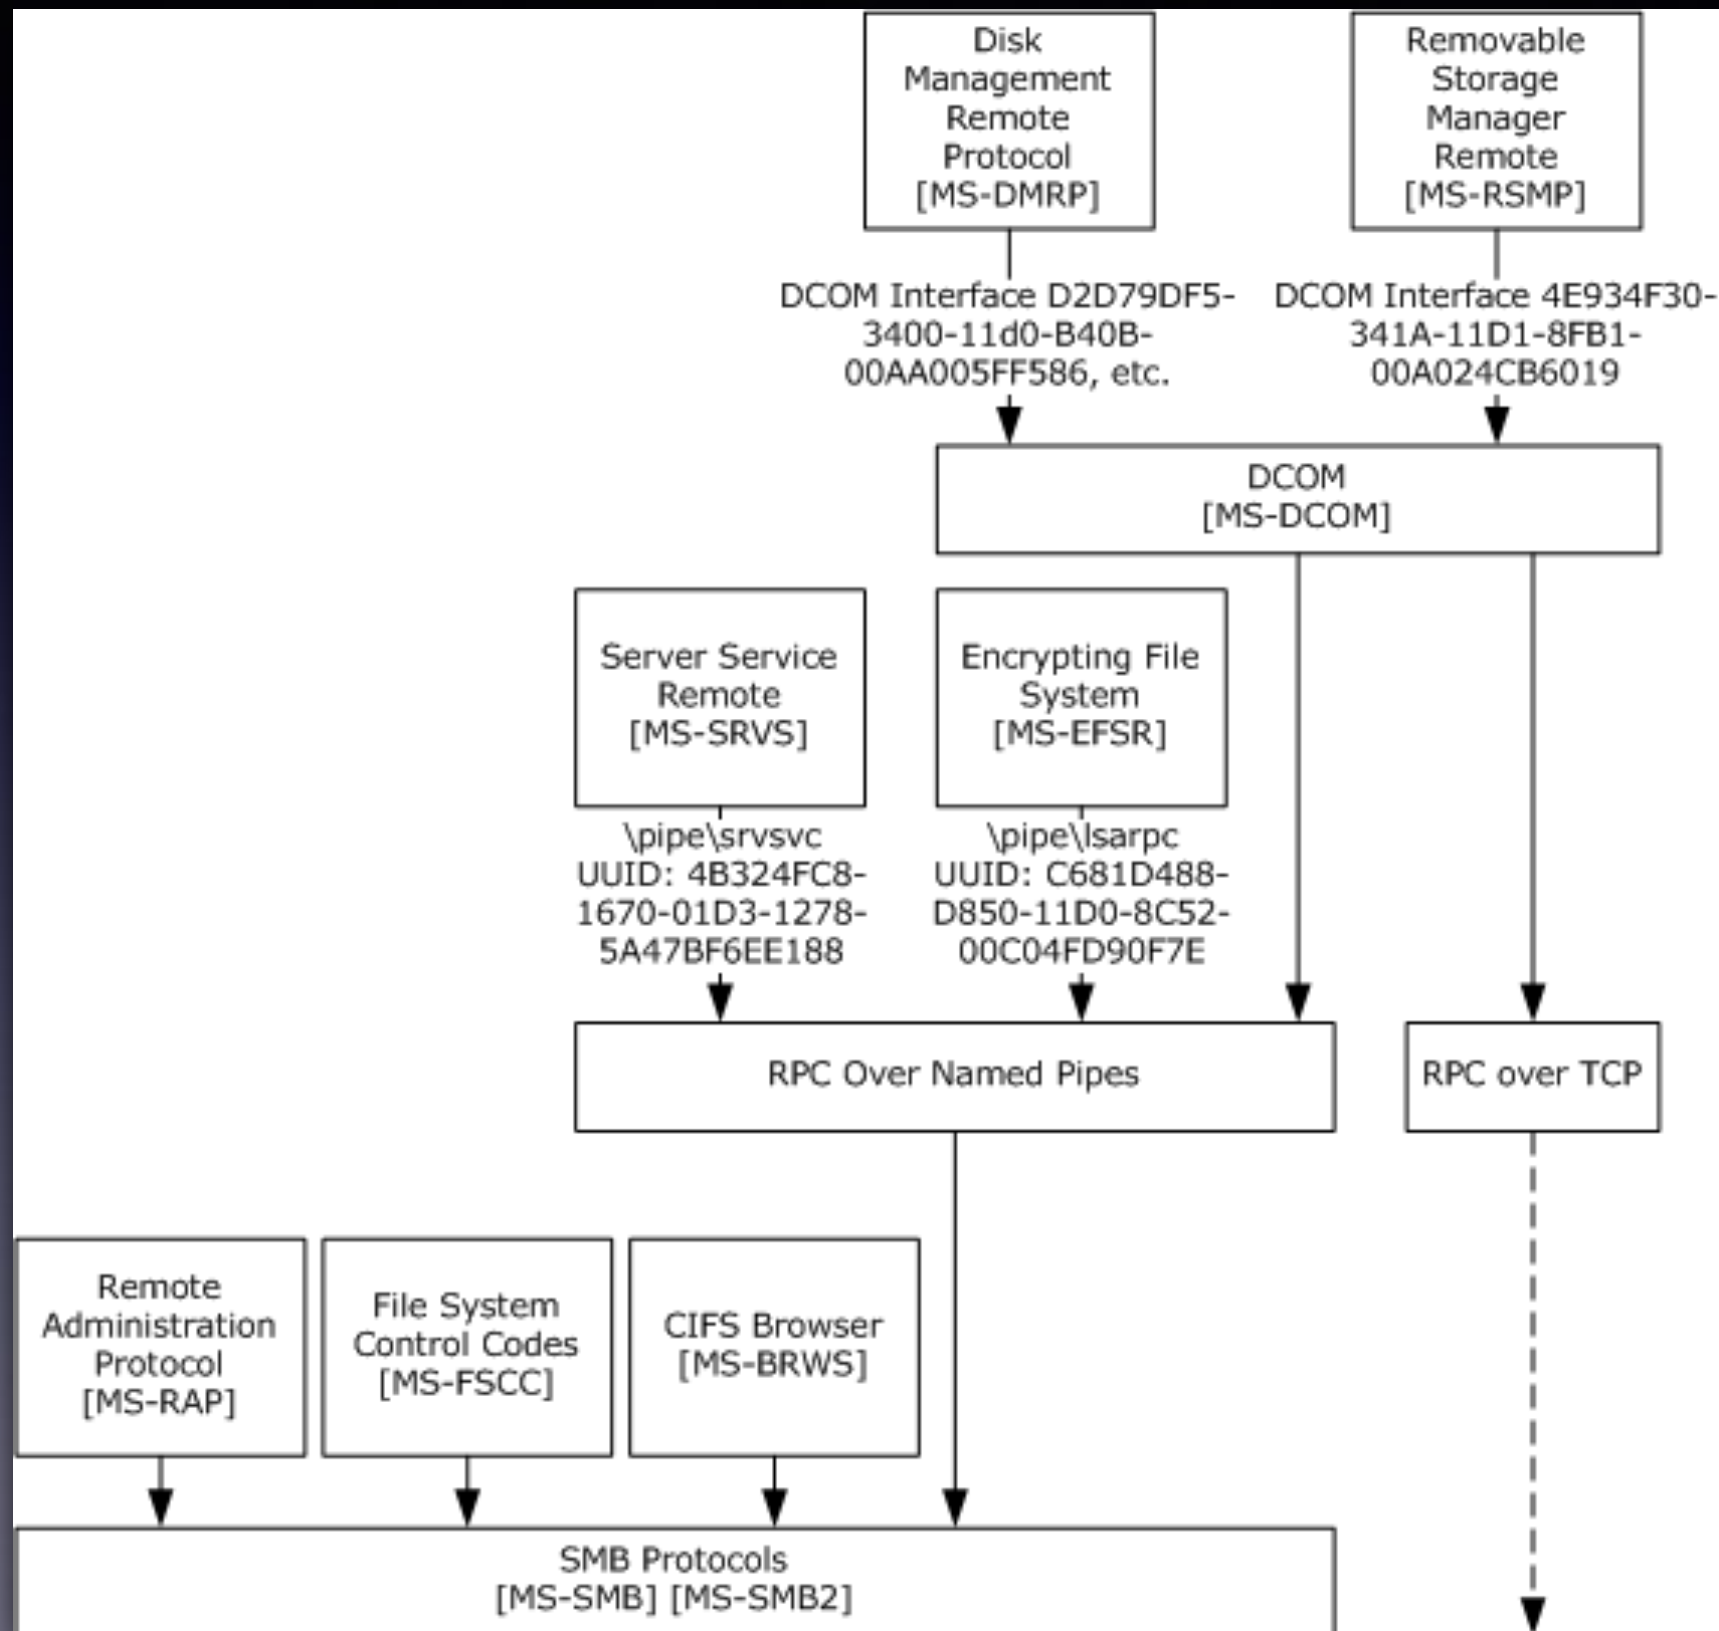 Disk
Management
Remote
Protocol
[MS-DMRP]
Removable
Storage
Manager
Remote
[MS-RSMP]
DCOM Interface D2D79DF5-
3400-11d0-B40B-
00AA005FF586, etc.
DCOM Interface 4E934F30-
341A-11D1-8FB1-
00A024CB6019
DCOM
[MS-DCOM]
Server Service
Remote
[MS-SRVS]
Encrypting File
System
[MS-EFSR]
\pipe\srvsvc
UUID: 4B324FC8-
1670-01D3-1278-
5A47BF6EE188
\pipe\lsarpc
UUID: C681D488-
D850-11D0-8C52-
00C04FD90F7E
RPC Over Named Pipes
RPC over TCP
Remote
Administration
Protocol
[MS-RAP]
File System
Control Codes
[MS-FSCC]
CIFS Browser
[MS-BRWS]
SMB Protocols
[MS-SMB] [MS-SMB2]